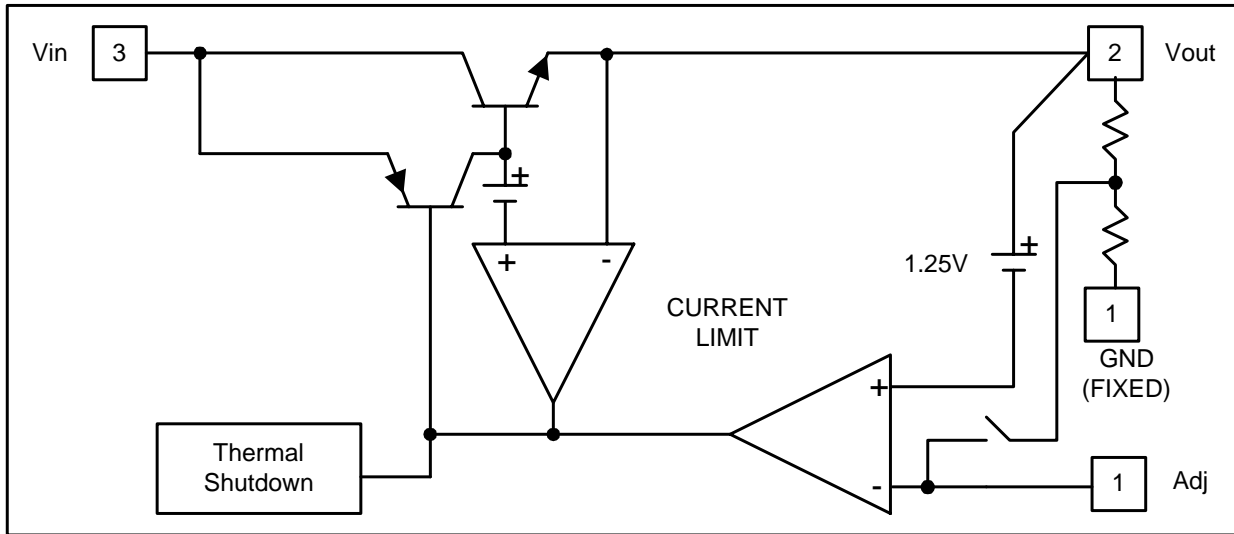 Vin
3
2
Vout
+
+
-
CURRENT
LIMIT
1.25V
+
1
GND
(FIXED)
+
-
Thermal
Shutdown
1
Adj